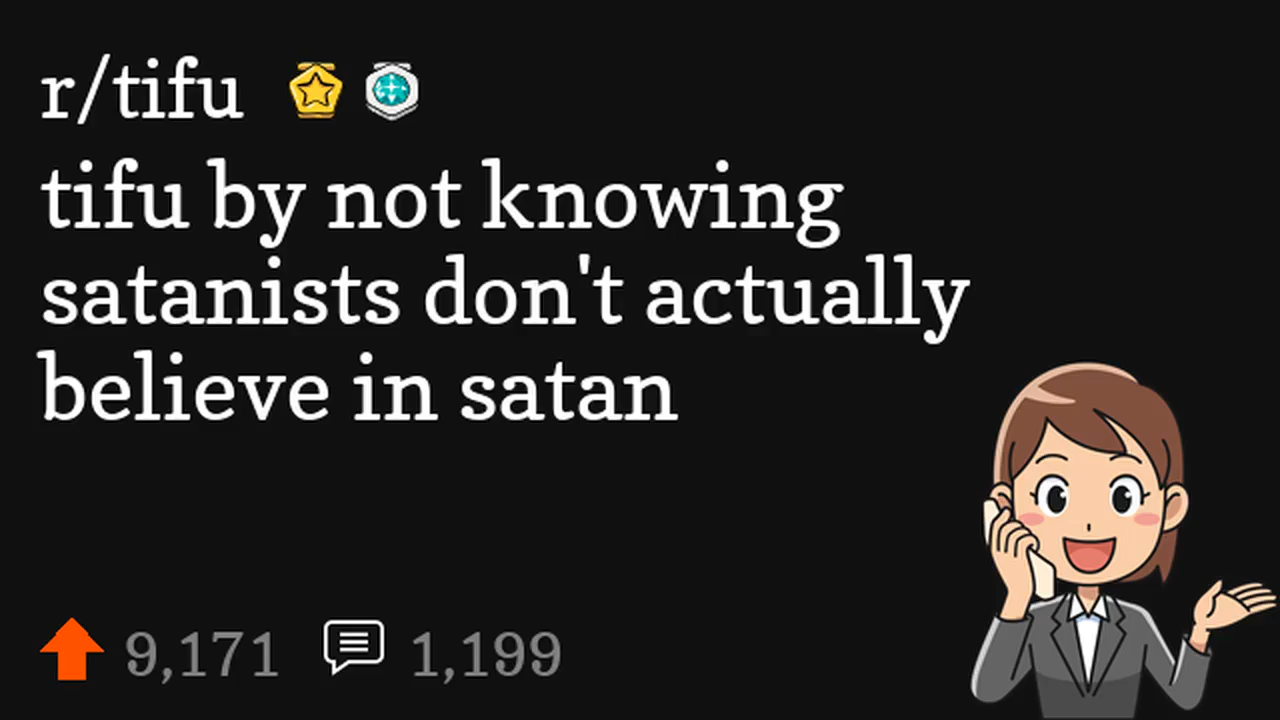 r/tifu
tifu by not knowing
satanists don't actually
believe in satan
9,171 1,199